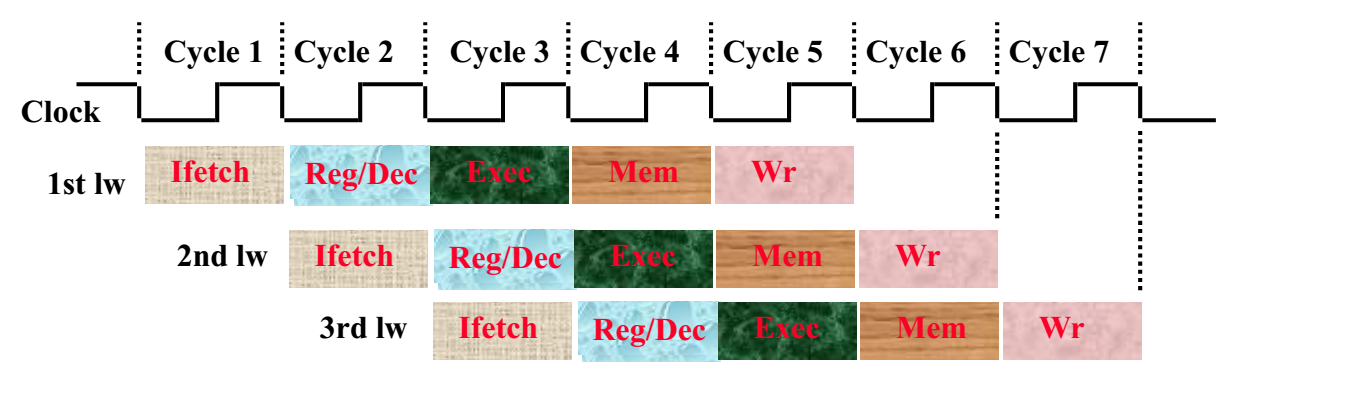 Cycle 1 Cycle 2 Cycle 3 Cycle 4 Cycle 5 Cycle 6 Cycle 7
Clock
1st lw Ifetch Reg/Dec Exec Mem Wr
2nd lw Ifetch Reg/Dec Exec Mem Wr
3rd lw Ifetch Reg/Dec Exec Mem Wr